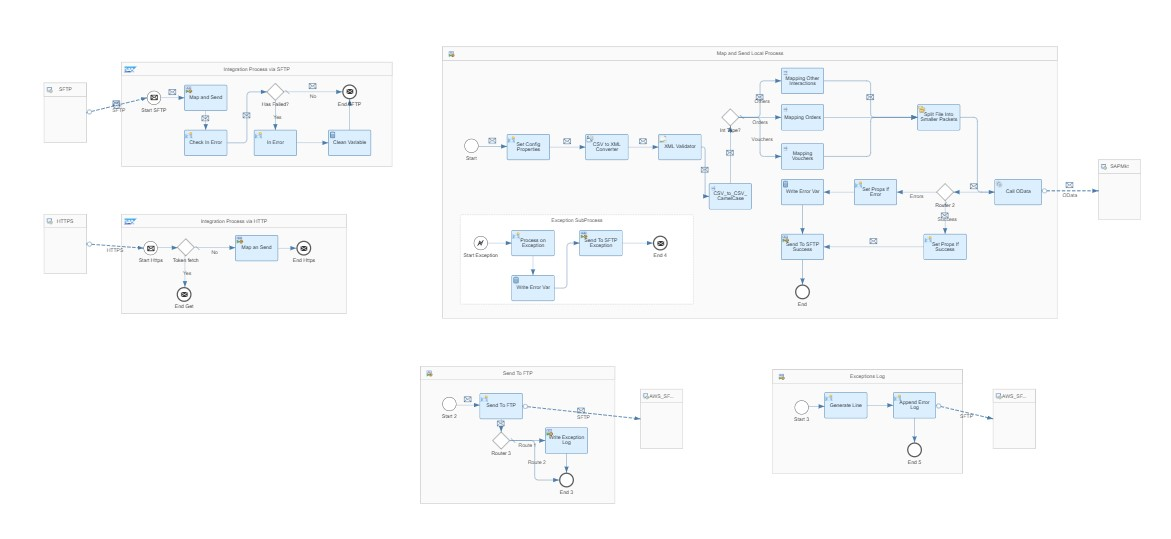 Integration Process via SFTP
SFTP
SFTP
Start SFTP
Map and Send
Has Failed?
No
End SFTP
Yes
Check In Error
In Error
Clean Variable
HTTPS
Integration Process via HTTP
HTTPS
Start Https
Token fetch
No
Map an Send
End Https
Yes
End Get
Map and Send Local Process
Start
Set Config
Properties
CSV to XML
Converter
XML Validator
CSV_to_CSV_
CamelCase
Int Type?
Others
Orders
Vouchers
Mapping Other
Interactions
Mapping Orders
Mapping
Vouchers
Split File Into
Smaller Packets
Write Error Var
Set Props If
Error
Errors
Router 2
Success
Call OData
OData
SAPMkt
Send To SFTP
Success
Set Props If
Success
End
Exception SubProcess
Start Exception
Process on
Exception
Send To SFTP
Exception
End 4
Write Error Var
Send To FTP
Start 2
Send To FTP
SFTP
AWS_SF...
Router 3
Route 1
Write Exception
Log
Route 2
End 3
Exceptions Log
Start 3
Generate Line
Append Error
Log
SFTP
AWS_SF...
End 5